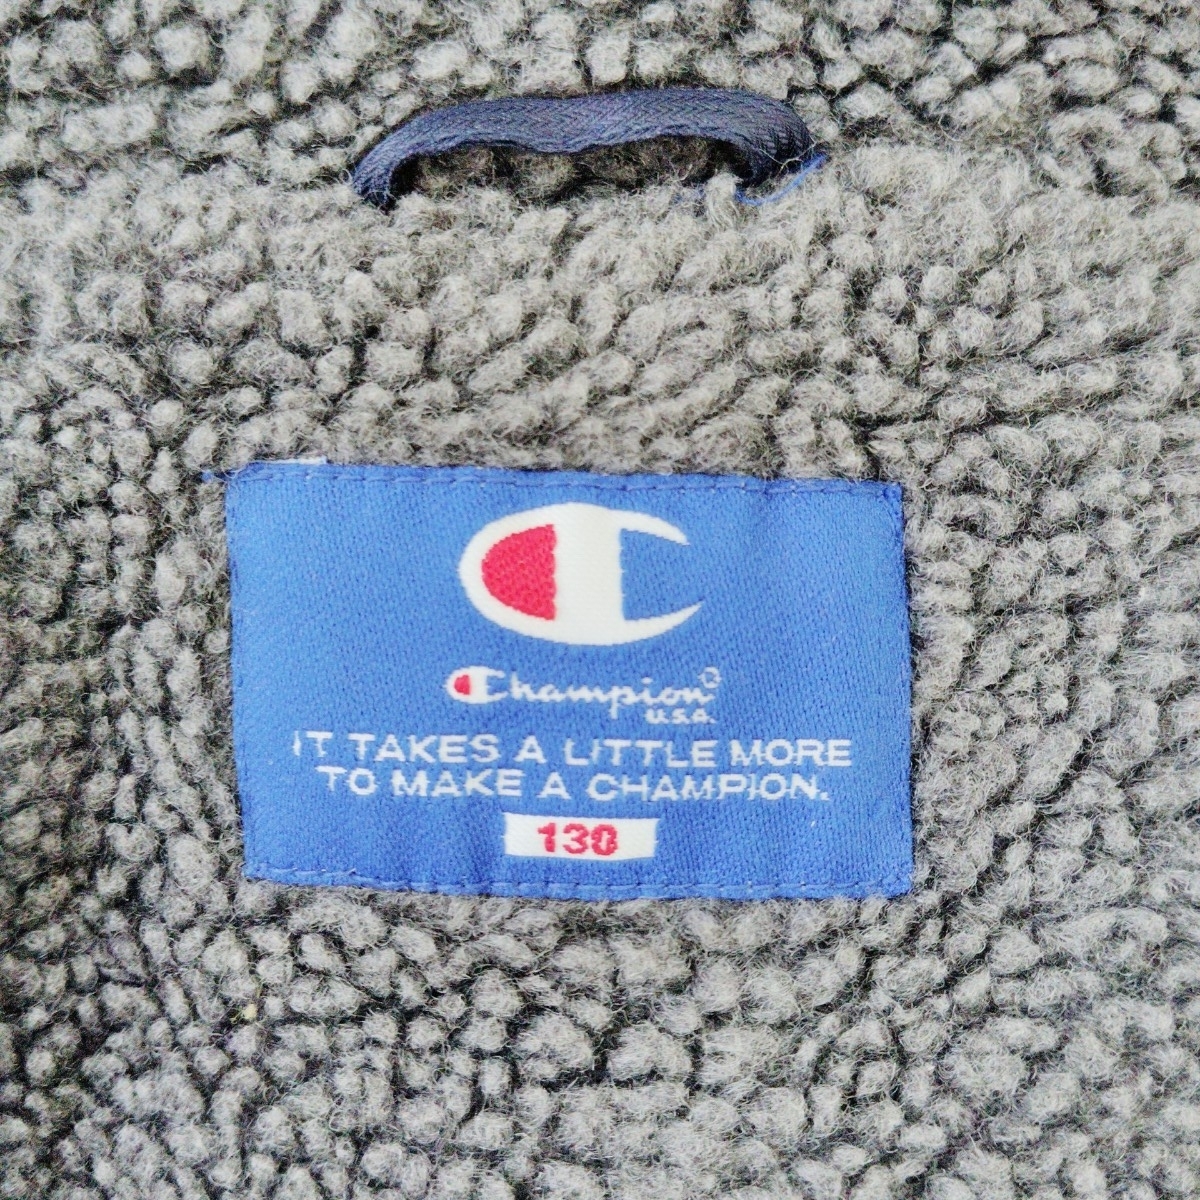 Champion
U.S.A.
IT TAKES A LITTLE MORE
TO MAKE A CHAMPION.
130